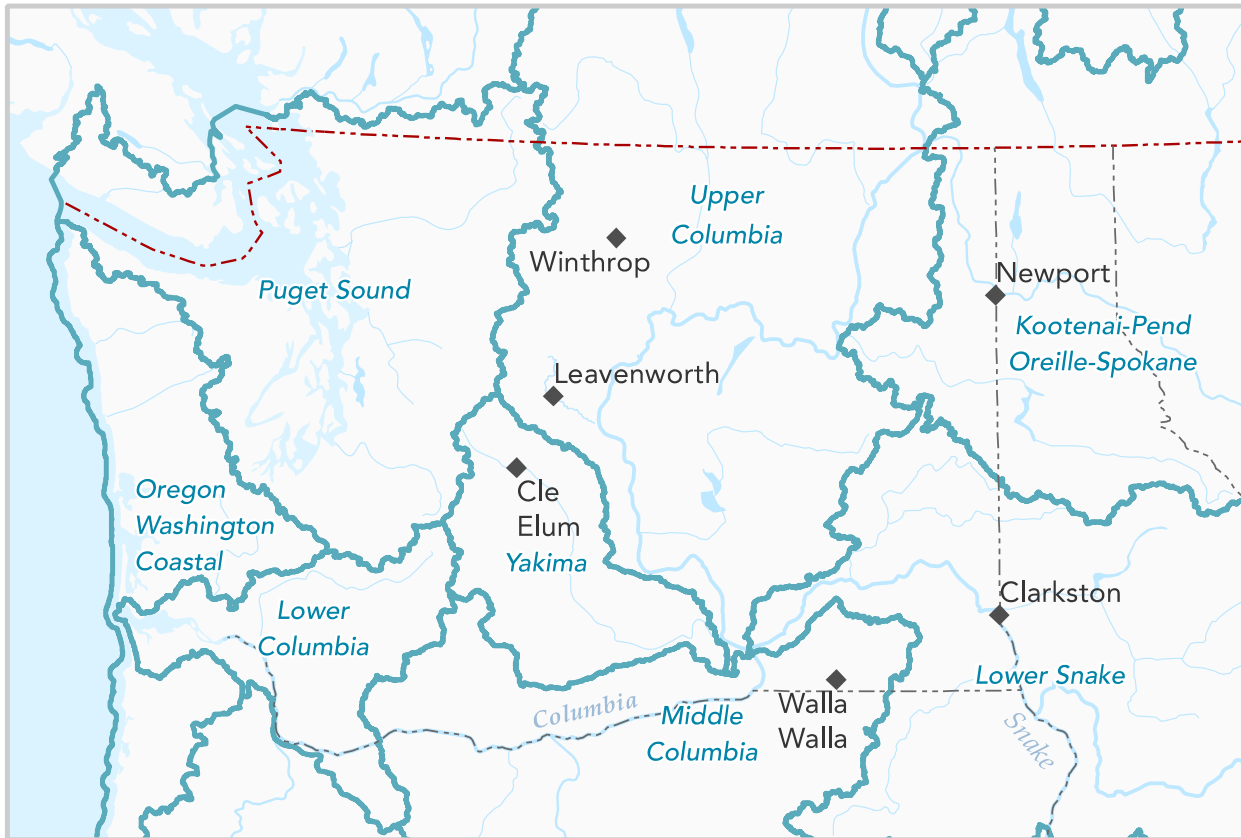 Upper
Columbia
Winthrop
Puget Sound
Newport
Kootenai-Pend
Oreille-Spokane
Leavenworth
Cle
Elum
Yakima
Oregon
Washington
Coastal
Lower
Columbia
Clarkston
Lower Snake
Columbia
Middle
Columbia
Walla
Walla
Snake